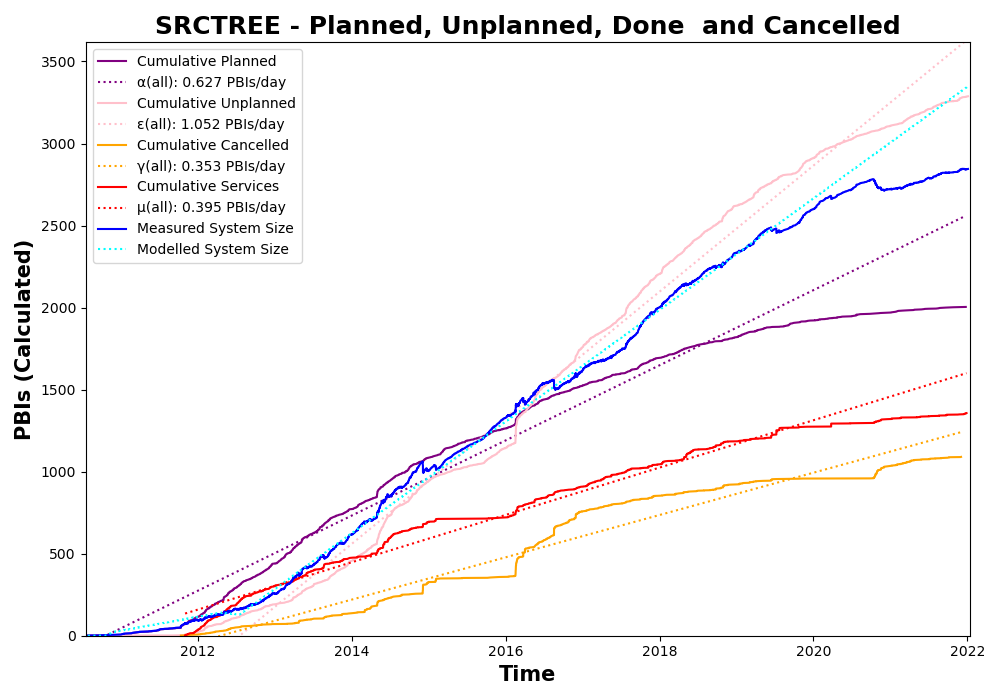 SRCTREE - Planned, Unplanned, Done  and Cancelled
PBIs (Calculated)
3500
3000
2500
2000
1500
1000
500
0
Cumulative Planned
α(all): 0.627 PBIs/day
Cumulative Unplanned
ε(all): 1.052 PBIs/day
Cumulative Cancelled
γ(all): 0.353 PBIs/day
Cumulative Services
μ(all): 0.395 PBIs/day
Measured System Size
Modelled System Size
2012
2014
2016
2018
2020
2022
Time